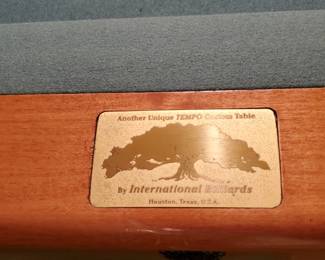 Another Unique TEMPO Custom Table
By International Billiards
Houston, Texas, U.S.A.